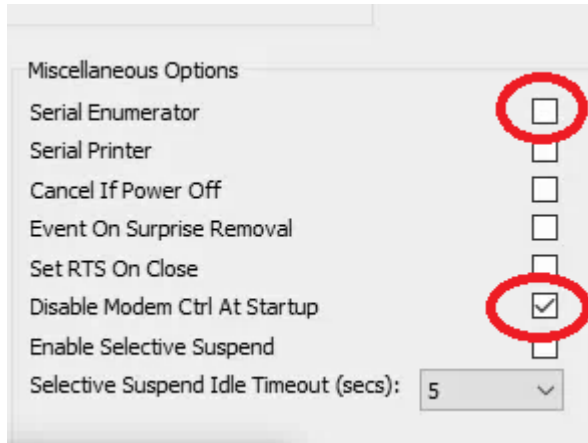 Miscellaneous Options
Serial Enumerator
Serial Printer
Cancel If Power Off
Event On Surprise Removal
Set RTS On Close
Disable Modem Ctrl At Startup
Enable Selective Suspend
Selective Suspend Idle Timeout (secs): 5